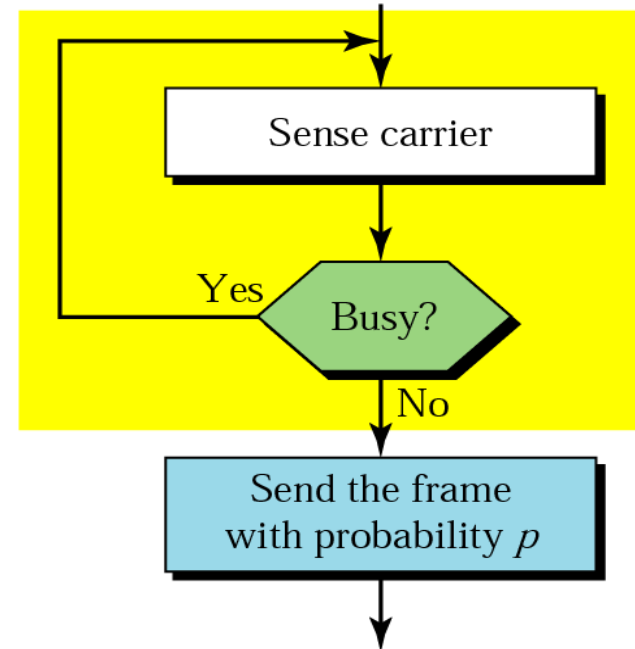 Sense carrier
Yes
Busy?
No
Send the frame
with probability p